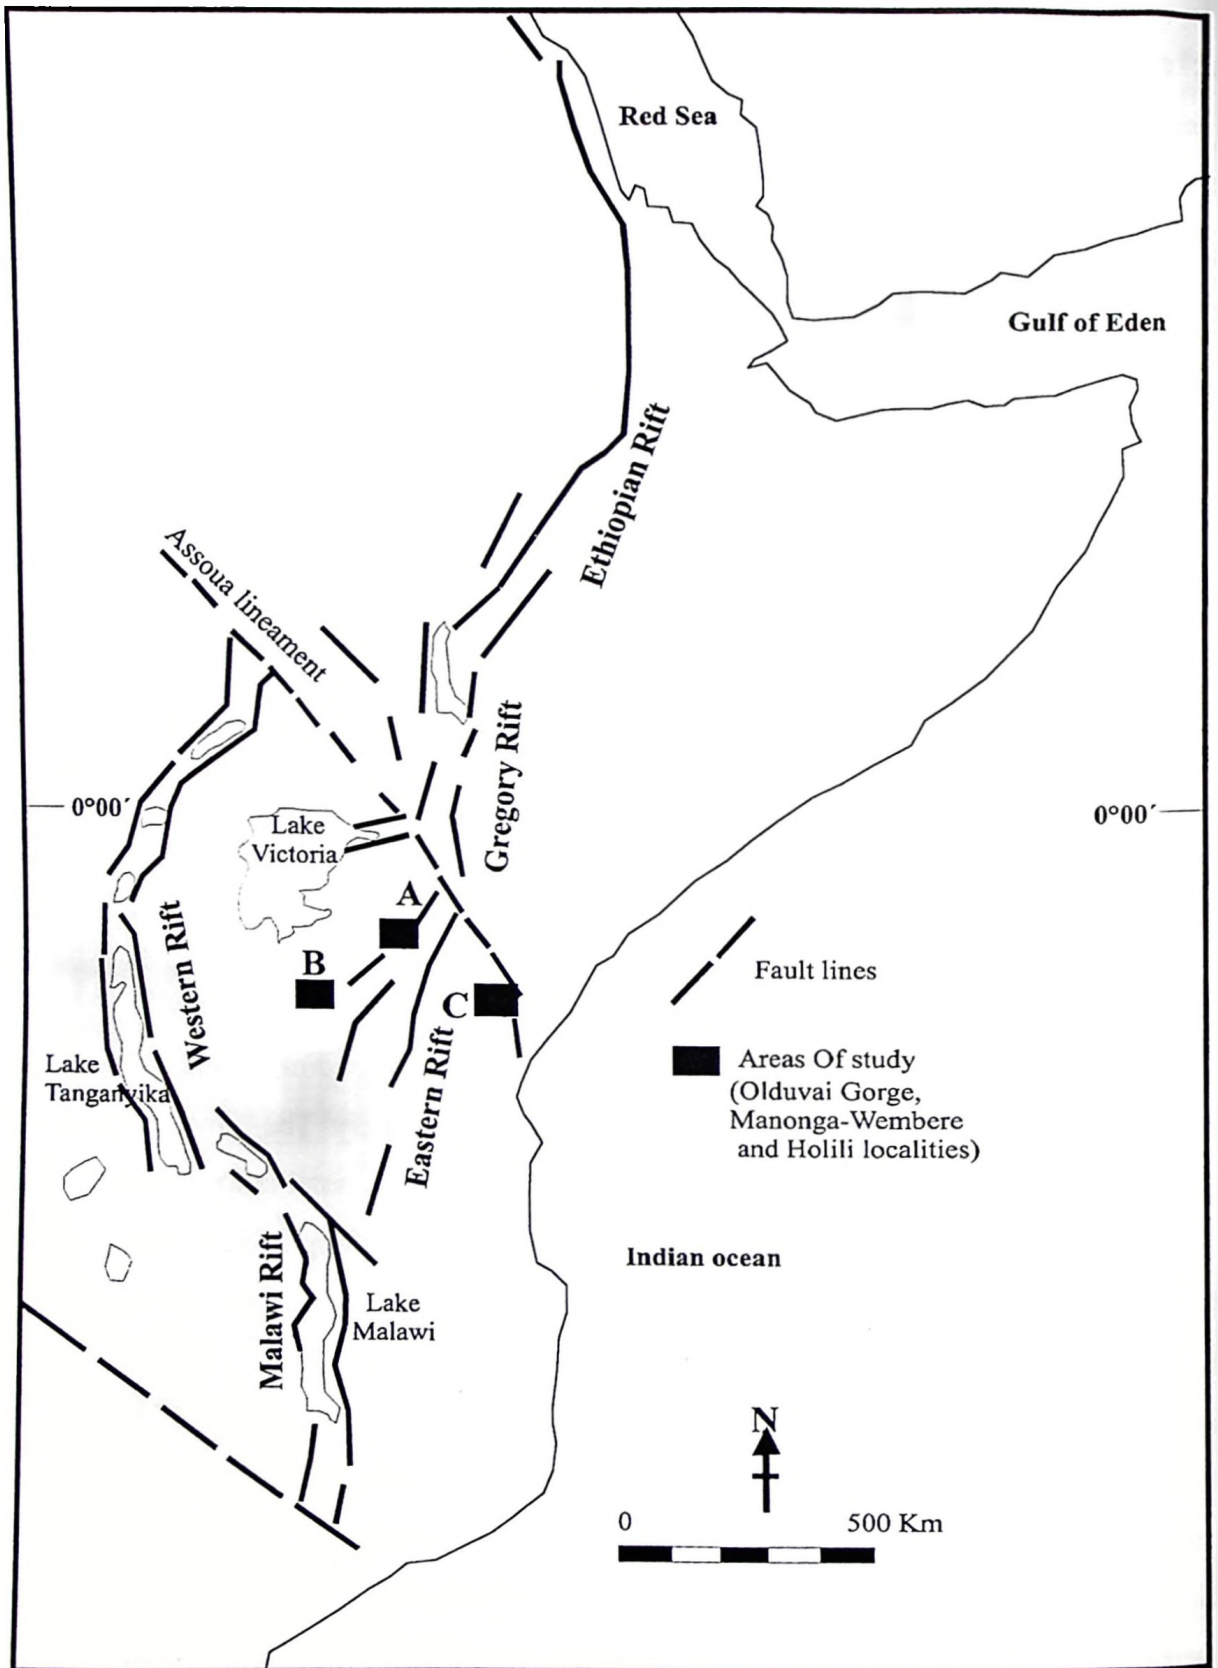 Red Sea
Gulf of Eden
Ethiopian Rift
Assoua lineament
Gregory Rift
0°00´
0°00´
Lake
Victoria
A
B
C
Western Rift
Fault lines
Lake
Tanganyika
Eastern Rift
Areas Of study
(Olduvai Gorge,
Manonga-Wembere
and Holili localities)
Indian ocean
Malawi Rift
Lake
Malawi
N
0
500 Km